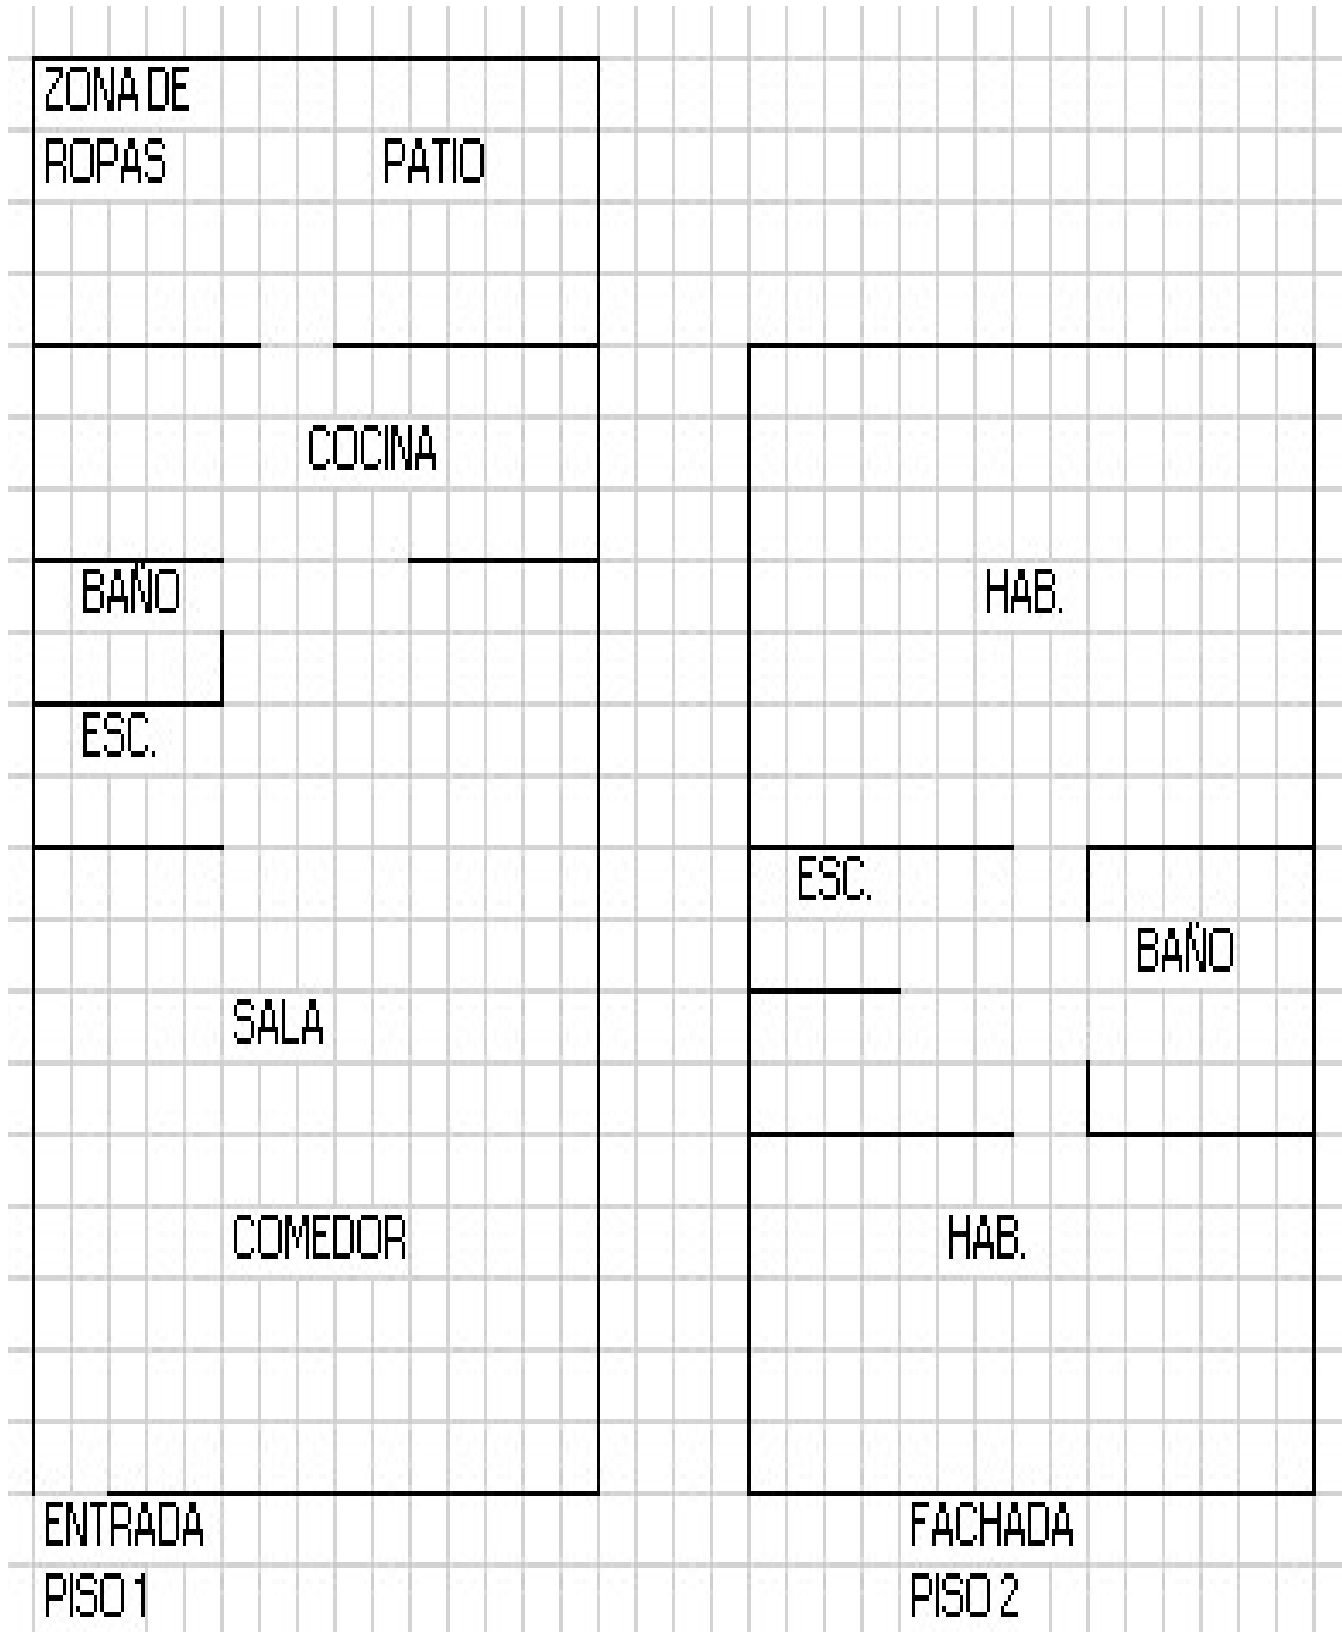 ZONA DE
ROPAS
PATIO
COCINA
BAÑO
ESC.
SALA
COMEDOR
ENTRADA
PISO 1
HAB.
ESC.
BAÑO
HAB.
FACHADA
PISO 2